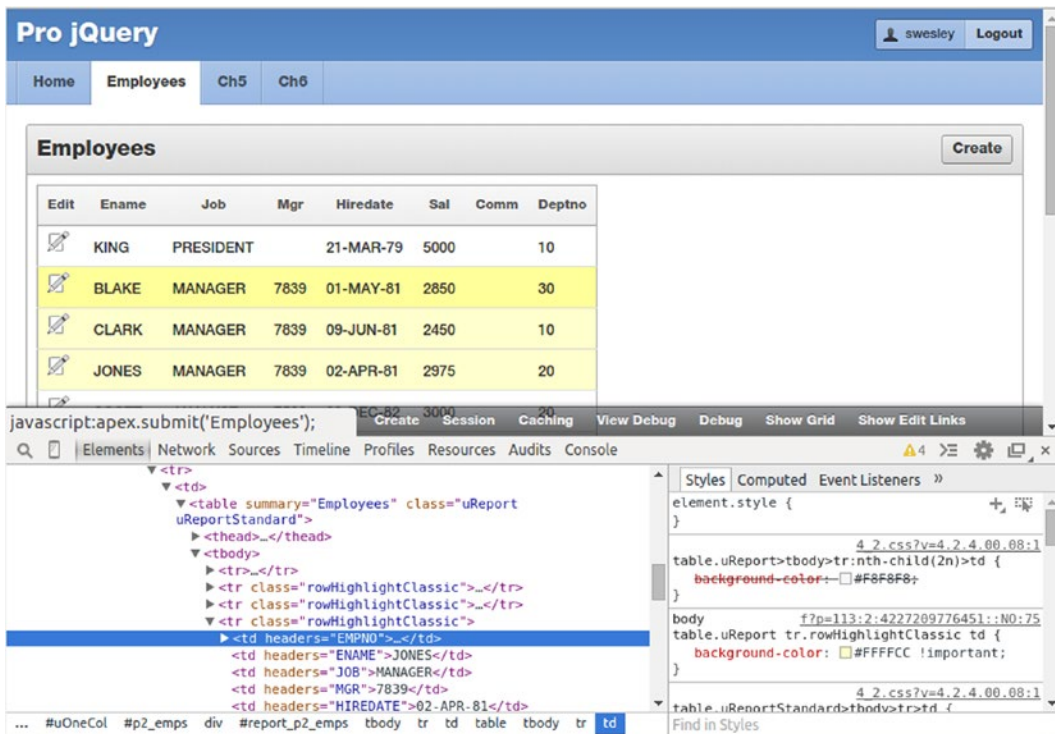 Pro jQuery
swesley Logout
Home Employees Ch5 Ch6
Employees
Create
Edit Ename Job Mgr Hiredate Sal Comm Deptno
KING PRESIDENT 21-MAR-79 5000 10
BLAKE MANAGER 7839 01-MAY-81 2850 30
CLARK MANAGER 7839 09-JUN-81 2450 10
JONES MANAGER 7839 02-APR-81 2975 20
DEC-82 3000 20
javascript:apex.submit('Employees'); Create Session Caching View Debug Debug Show Grid Show Edit Links
Elements Network Sources Timeline Profiles Resources Audits Console 4
▼<tr>
▼<td>
▼<table summary="Employees" class="uReport
uReportStandard">
▶<thead>…</thead>
▼<tbody>
▶<tr>…</tr>
▶<tr class="rowHighlightClassic">…</tr>
▶<tr class="rowHighlightClassic">…</tr>
▼<tr class="rowHighlightClassic">
▶<td headers="EMPNO">…</td>
<td headers="ENAME">JONES</td>
<td headers="JOB">MANAGER</td>
<td headers="MGR">7839</td>
<td headers="HIREDATE">02-APR-81</td>
... #uOneCol #p2_emps div #report_p2_emps tbody tr td table tbody tr td
Styles Computed Event Listeners »
element.style {
}
4_2.css?v=4.2.4.00.08:1
table.uReport>tbody>tr:nth-child(2n)>td {
background-color: #F8F8F8;
}
body f?p=113:2:4227209776451::NO:75
table.uReport tr.rowHighlightClassic td {
background-color: #FFFFCC !important;
}
4_2.css?v=4.2.4.00.08:1
table.uReportStandard>tbody>tr>td {
Find in Styles